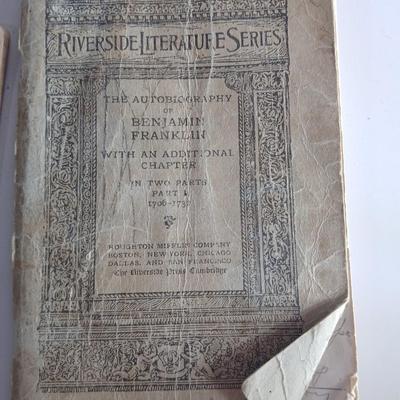 RIVERSIDE LITERATURE SERIES
THE AUTOBIOGRAPHY
OF
BENJAMIN
FRANKLIN
WITH AN ADDITIONAL
CHAPTER
IN TWO PARTS
PART I.
HOUGHTON MIFFLIN COMPANY
BOSTON, NEW YORK, CHICAGO
DALLAS, AND SAN FRANCISCO
The Riverside Press Cambridge